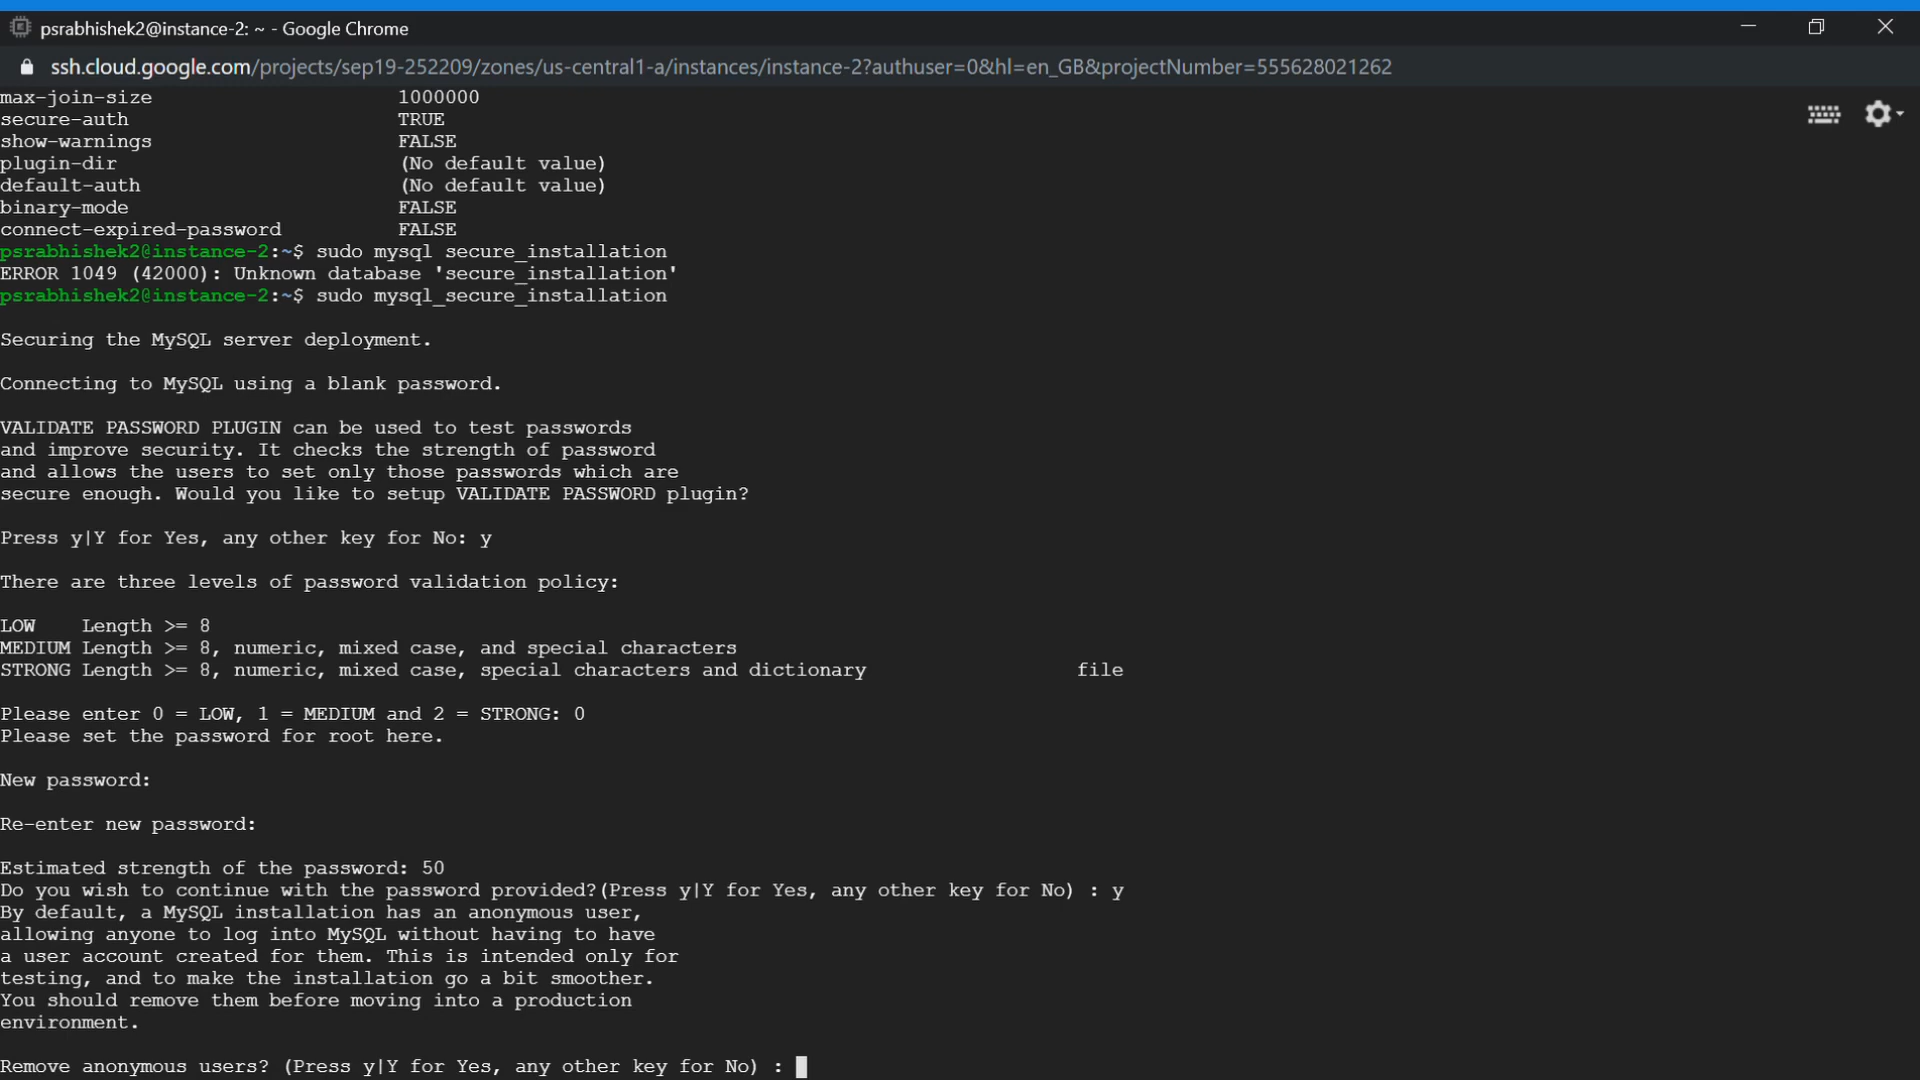 psrabhishek2@instance-2: ~ - Google Chrome
ssh.cloud.google.com/projects/sep19-252209/zones/us-central1-a/instances/instance-2?authuser=0&hl=en_GB&projectNumber=555628021262
max-join-size 1000000
secure-auth TRUE
show-warnings FALSE
plugin-dir (No default value)
default-auth (No default value)
binary-mode FALSE
connect-expired-password FALSE
psrabhishek2@instance-2:~$ sudo mysql secure_installation
ERROR 1049 (42000): Unknown database 'secure_installation'
psrabhishek2@instance-2:~$ sudo mysql_secure_installation
Securing the MySQL server deployment.
Connecting to MySQL using a blank password.
VALIDATE PASSWORD PLUGIN can be used to test passwords
and improve security. It checks the strength of password
and allows the users to set only those passwords which are
secure enough. Would you like to setup VALIDATE PASSWORD plugin?
Press y|Y for Yes, any other key for No: y
There are three levels of password validation policy:
LOW Length >= 8
MEDIUM Length >= 8, numeric, mixed case, and special characters
STRONG Length >= 8, numeric, mixed case, special characters and dictionary file
Please enter 0 = LOW, 1 = MEDIUM and 2 = STRONG: 0
Please set the password for root here.
New password:
Re-enter new password:
Estimated strength of the password: 50
Do you wish to continue with the password provided?(Press y|Y for Yes, any other key for No) : y
By default, a MySQL installation has an anonymous user,
allowing anyone to log into MySQL without having to have
a user account created for them. This is intended only for
testing, and to make the installation go a bit smoother.
You should remove them before moving into a production
environment.
Remove anonymous users? (Press y|Y for Yes, any other key for No) :